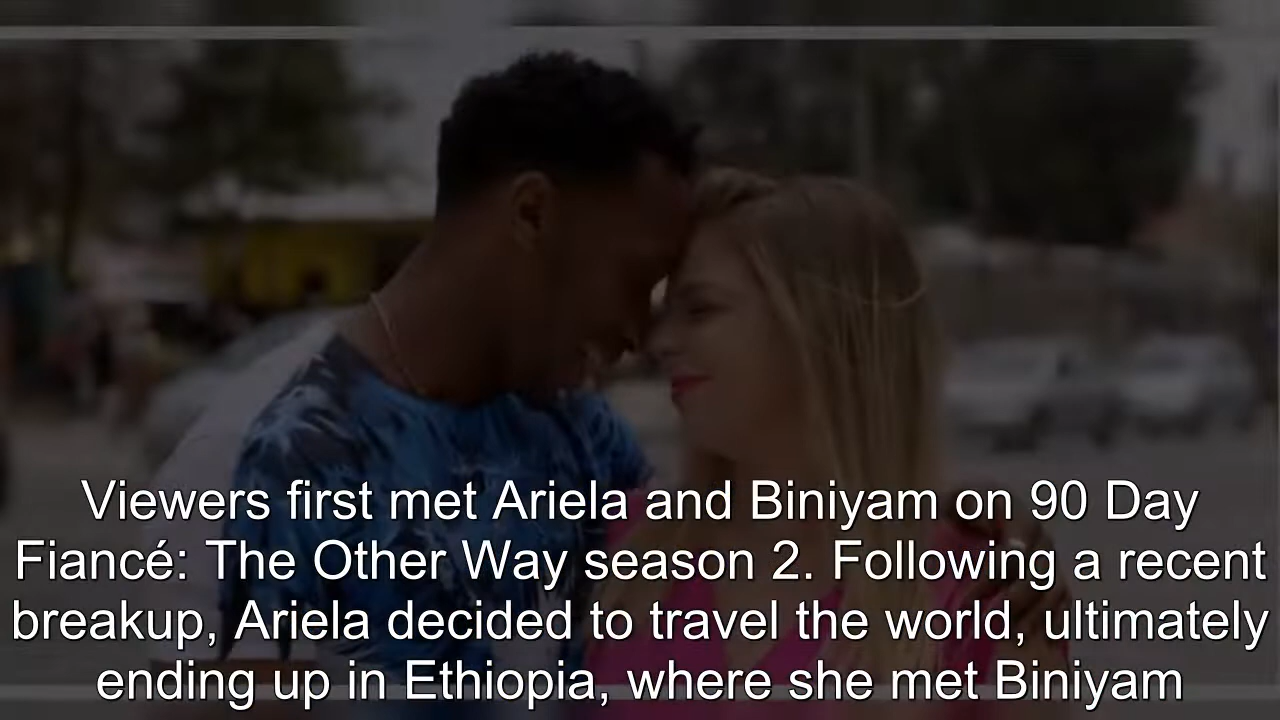 Viewers first met Ariela and Biniyam on 90 Day
Fiancé: The Other Way season 2. Following a recent
breakup, Ariela decided to travel the world, ultimately
ending up in Ethiopia, where she met Biniyam